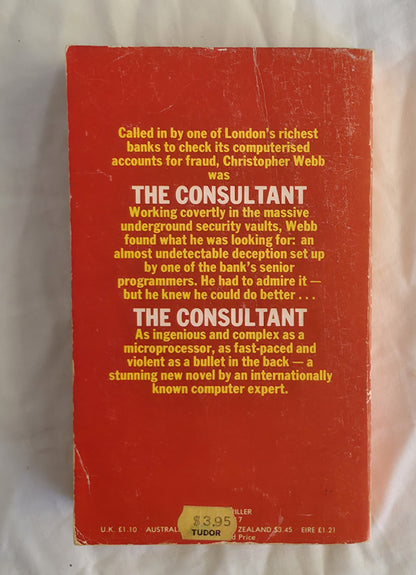 Called in by one of London's richest
banks to check its computerised
accounts for fraud, Christopher Webb
was
THE CONSULTANT
Working covertly in the massive
underground security vaults, Webb
found what he was looking for: an
almost undetectable deception set up
by one of the bank's senior
programmers. He had to admire it —
but he knew he could do better . . .
THE CONSULTANT
As ingenious and complex as a
microprocessor, as fast-paced and
violent as a bullet in the back — a
stunning new novel by an internationally
known computer expert.
$3.95
TUDOR
U.K. £1.10 ZEALAND $3.45 EIRE £1.21
Price